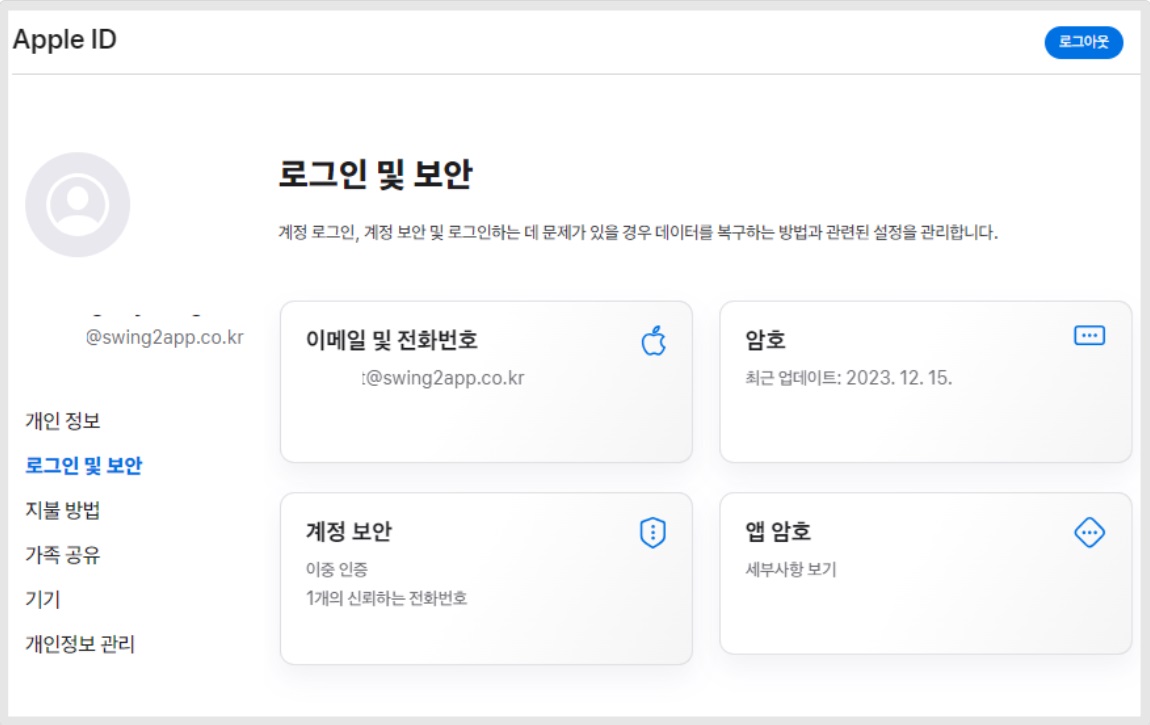 Apple ID
로그아웃
로그인 및 보안
계정 로그인, 계정 보안 및 로그인하는 데 문제가 있을 경우 데이터를 복구하는 방법과 관련된 설정을 관리합니다.
@swing2app.co.kr
개인 정보
로그인 및 보안
지불 방법
가족 공유
기기
개인정보 관리
이메일 및 전화번호
t@swing2app.co.kr
암호
최근 업데이트: 2023. 12. 15.
계정 보안
이중 인증
1개의 신뢰하는 전화번호
앱 암호
세부사항 보기